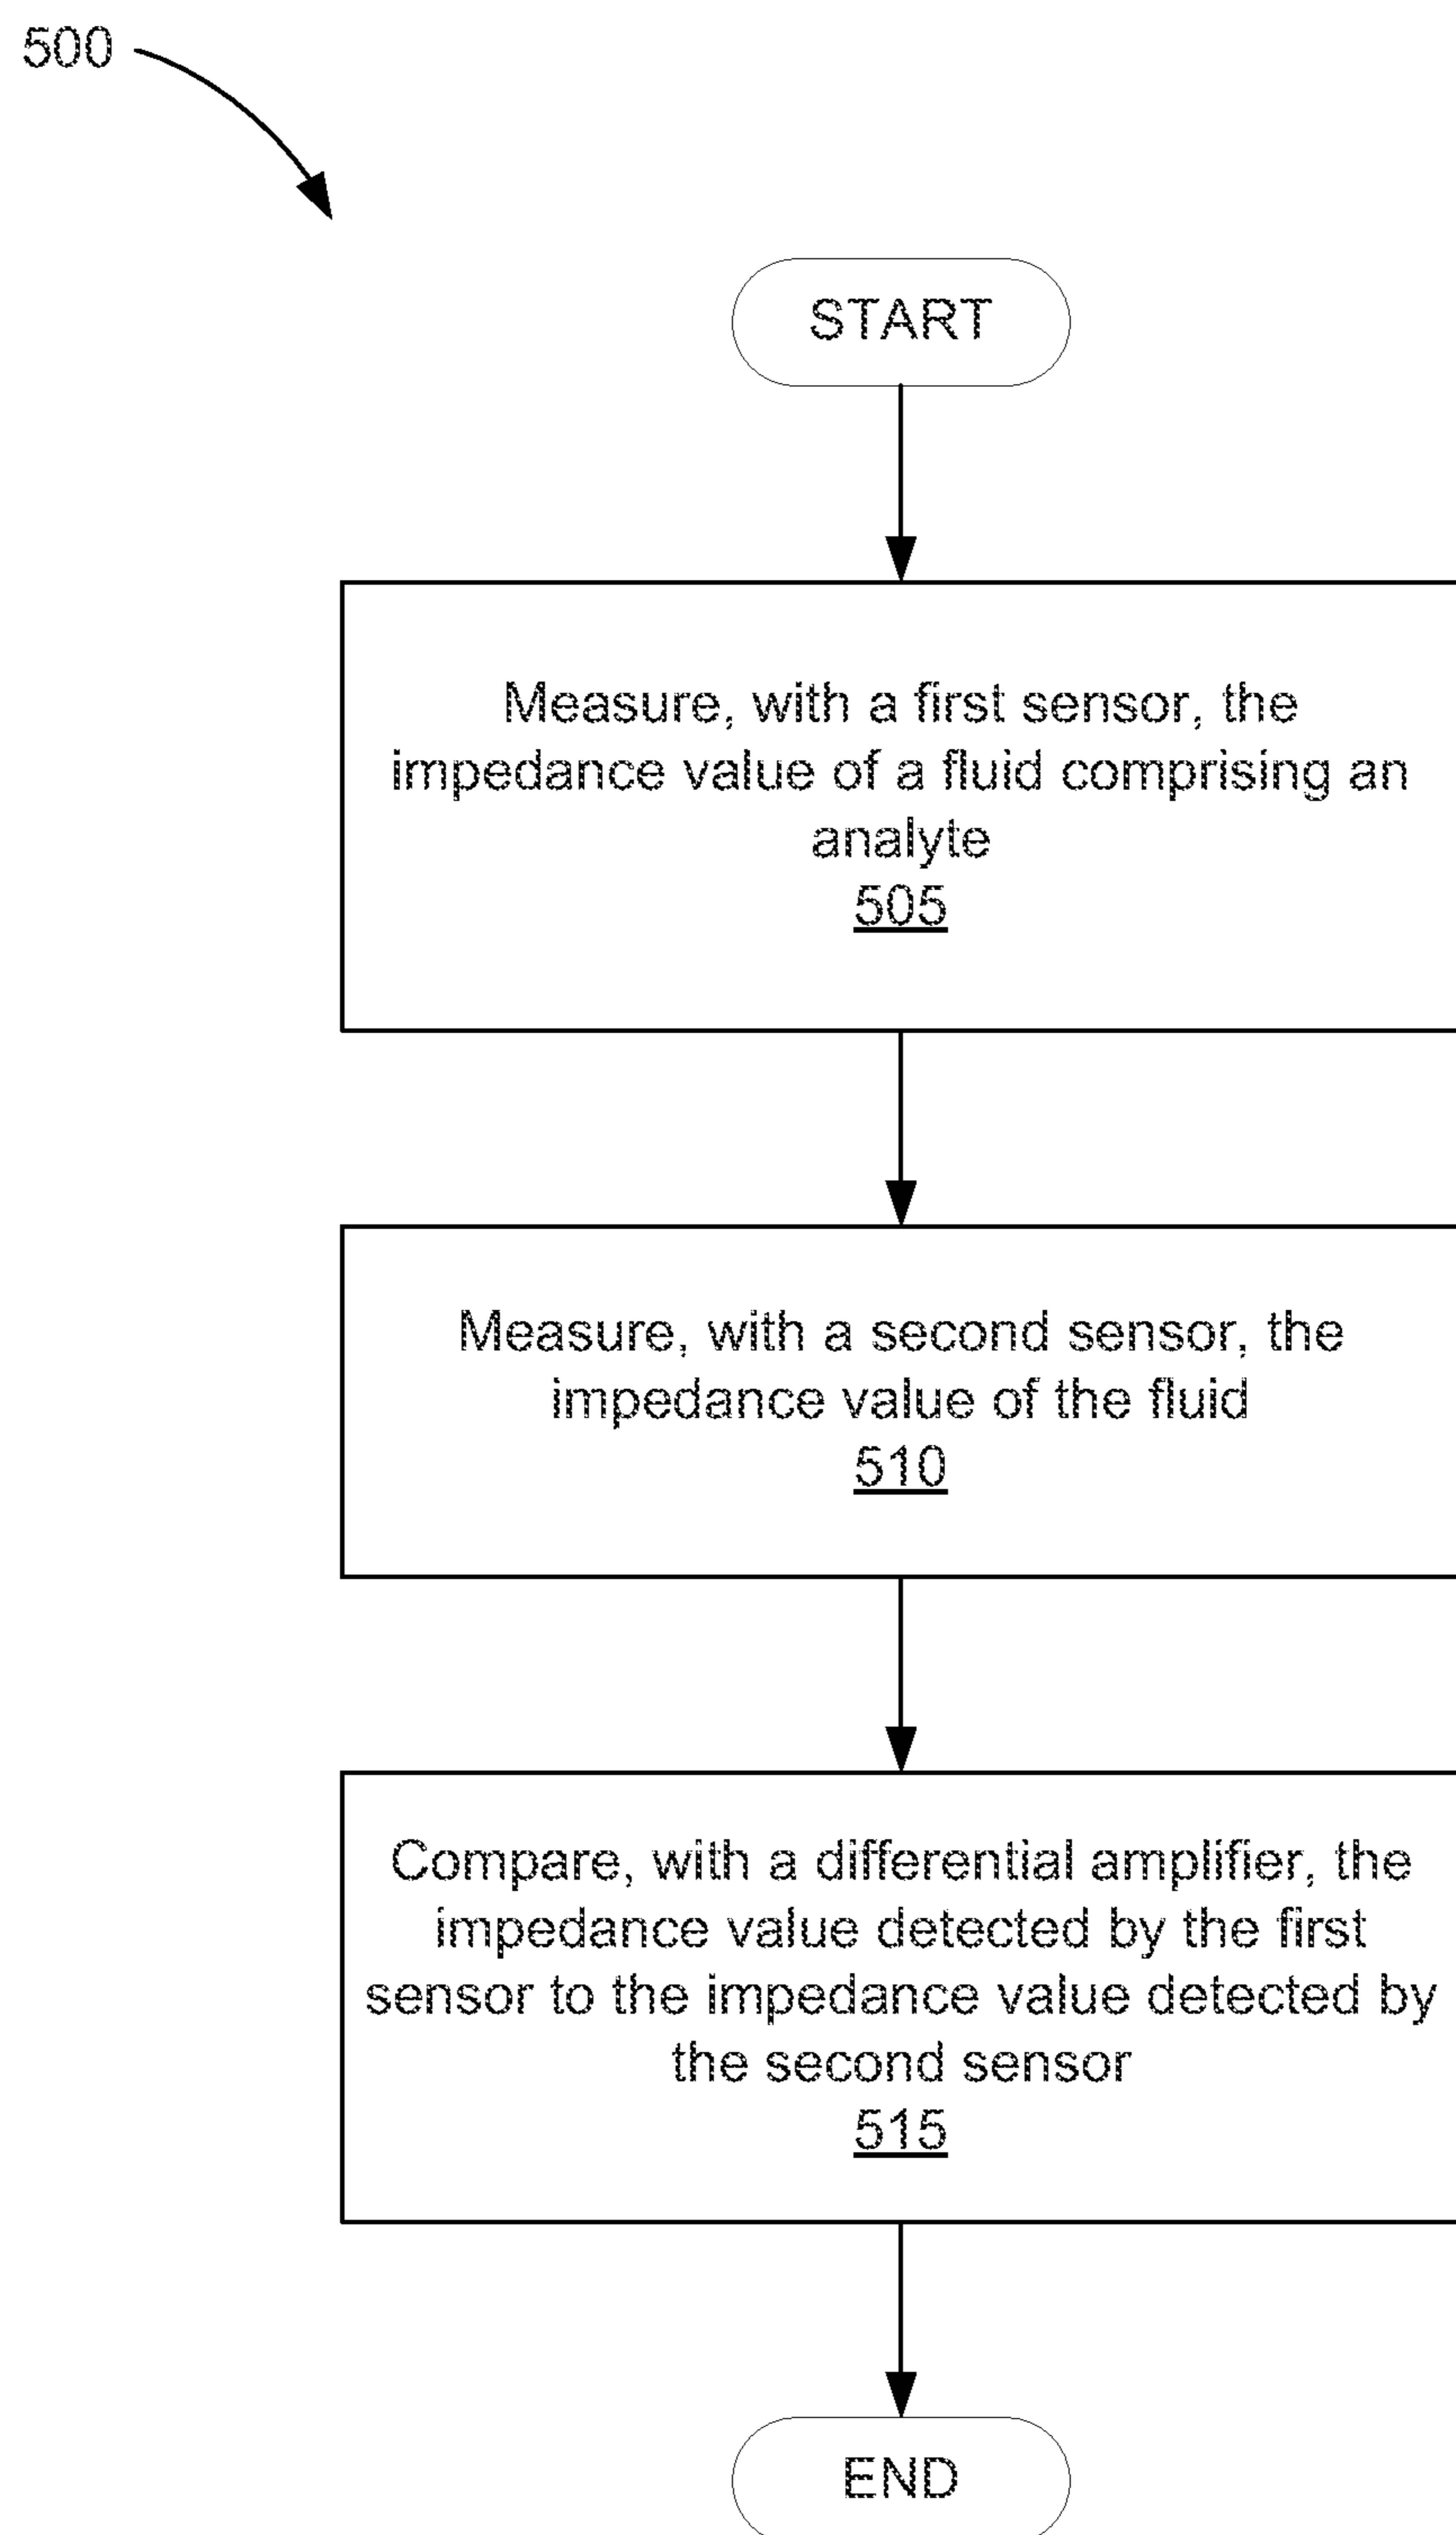 500
START
Measure, with a first sensor, the
impedance value of a fluid comprising an
analyte
505
Measure, with a second sensor, the
impedance value of the fluid
510
Compare, with a differential amplifier, the
impedance value detected by the first
sensor to the impedance value detected by
the second sensor
515
END